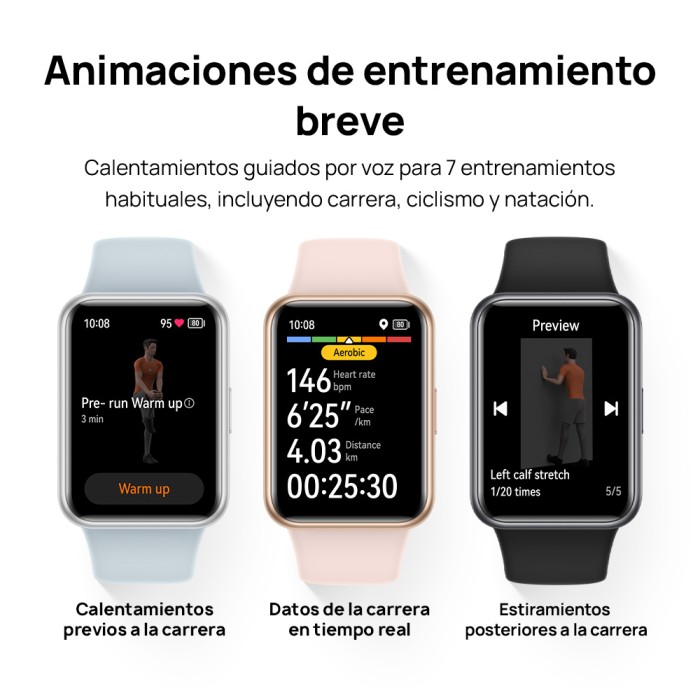 Animaciones de entrenamiento
breve
Calentamientos guiados por voz para 7 entrenamientos
habituales, incluyendo carrera, ciclismo y natación.
10:08 95 80
Pre- run Warm up
3 min
Warm up
Calentamientos
previos a la carrera
10:08 80
Aerobic
146 Heart rate
bpm
6’25” Pace
/km
4.03 Distance
km
00:25:30
Datos de la carrera
en tiempo real
Preview
Left calf stretch
1/20 times 5/5
Estiramientos
posteriores a la carrera